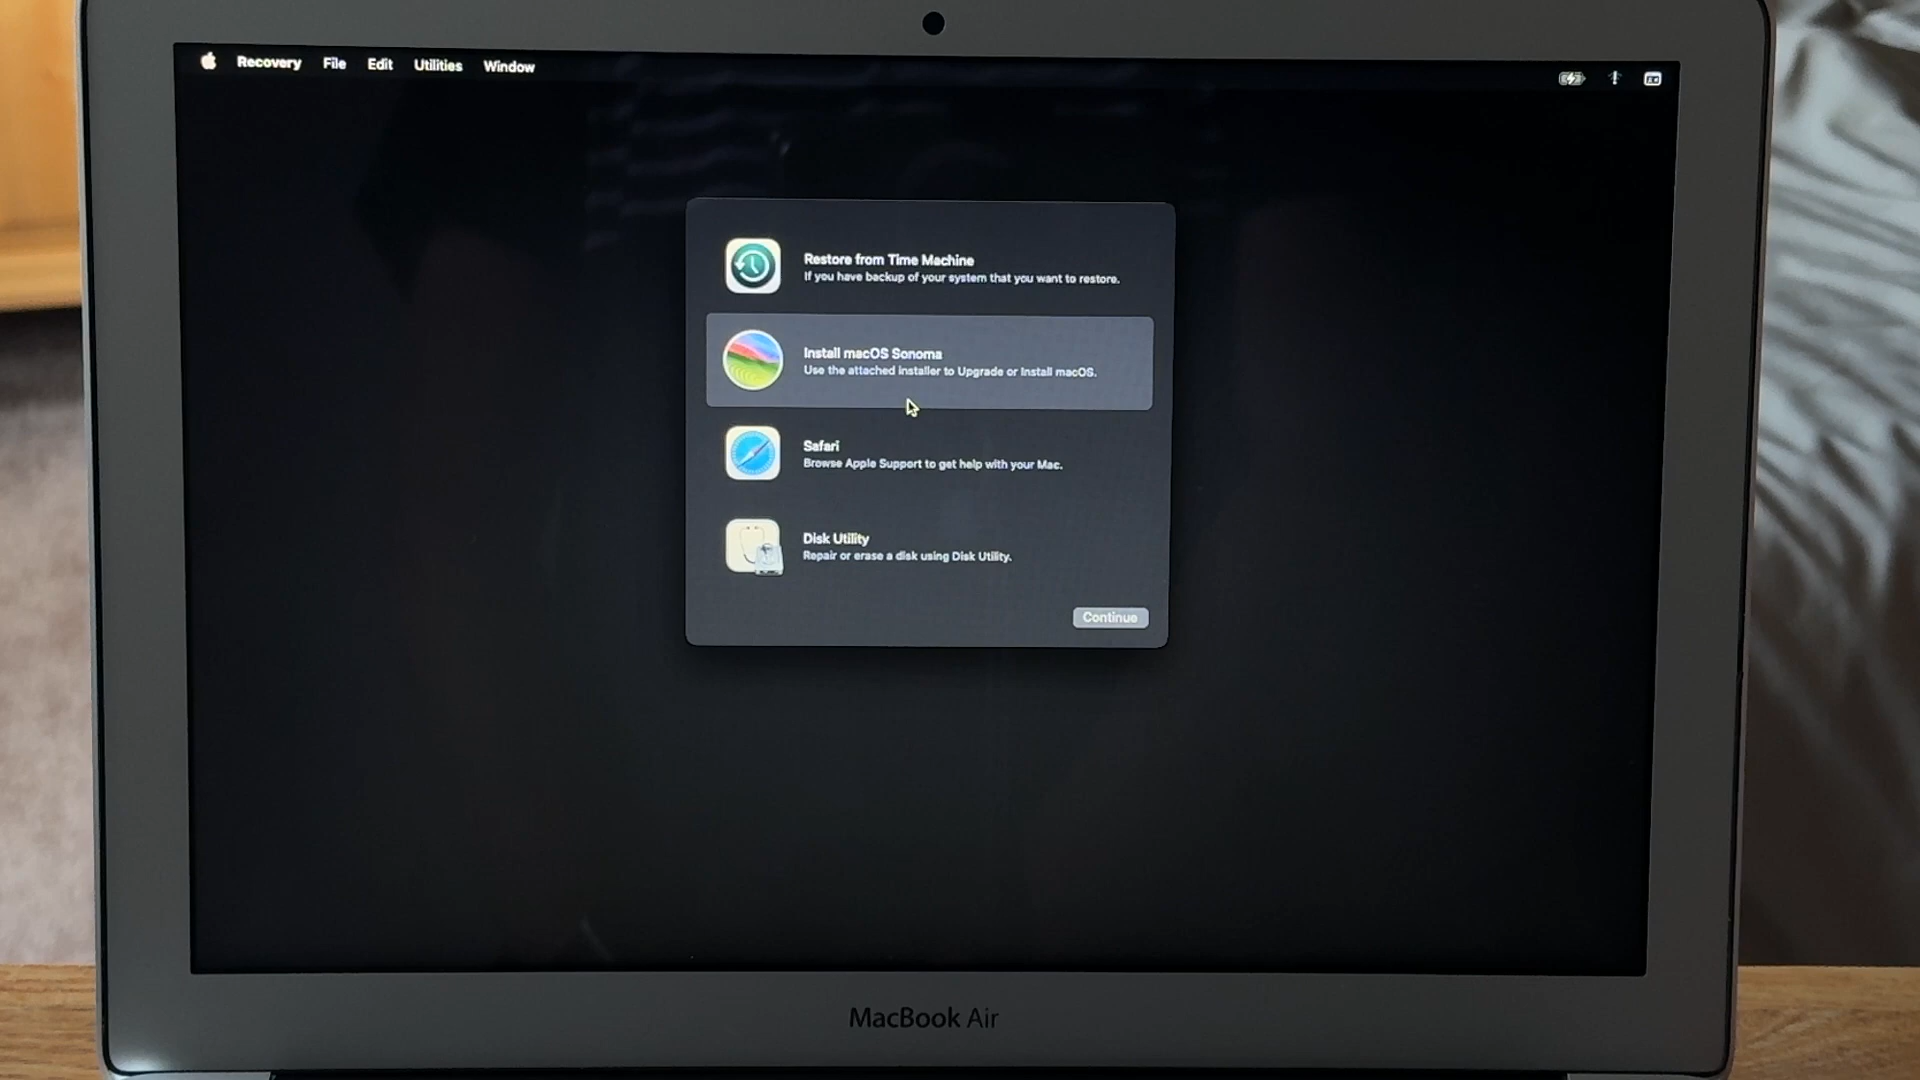 Recovery File Edit Utilities Window
Restore from Time Machine
If you have backup of your system that you want to restore.
Install macOS Sonoma
Use the attached installer to Upgrade or Install macOS.
Safari
Browse Apple Support to get help with your Mac.
Disk Utility
Repair or erase a disk using Disk Utility.
Continue
MacBook Air